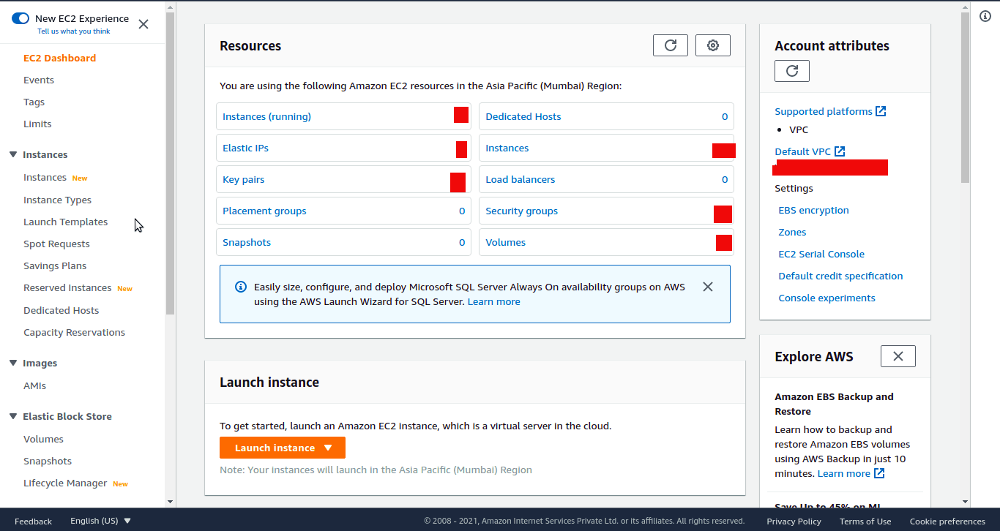 New EC2 Experience
Tell us what you think
EC2 Dashboard
Events
Tags
Limits
Instances
Instances New
Instance Types
Launch Templates
Spot Requests
Savings Plans
Reserved Instances New
Dedicated Hosts
Capacity Reservations
Images
AMIs
Elastic Block Store
Volumes
Snapshots
Lifecycle Manager New
Resources
You are using the following Amazon EC2 resources in the Asia Pacific (Mumbai) Region:
Instances (running)
Dedicated Hosts 0
Elastic IPs
Instances
Key pairs
Load balancers 0
Placement groups 0
Security groups
Snapshots 0
Volumes
Easily size, configure, and deploy Microsoft SQL Server Always On availability groups on AWS
using the AWS Launch Wizard for SQL Server. Learn more
Launch instance
To get started, launch an Amazon EC2 instance, which is a virtual server in the cloud.
Launch instance
Note: Your instances will launch in the Asia Pacific (Mumbai) Region
Account attributes
Supported platforms
• VPC
Default VPC
Settings
EBS encryption
Zones
EC2 Serial Console
Default credit specification
Console experiments
Explore AWS
Amazon EBS Backup and
Restore
Learn how to backup and
restore Amazon EBS volumes
using AWS Backup in just 10
minutes. Learn more
Save Up to 45% on ML
Feedback
English (US)
© 2008 - 2021, Amazon Internet Services Private Ltd. or its affiliates. All rights reserved.
Privacy Policy
Terms of Use
Cookie preferences